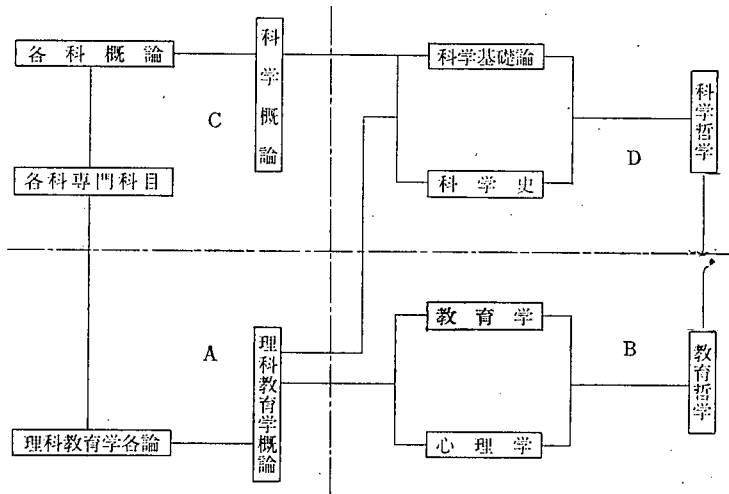 各科概論
科学概論
科学基礎論
科学哲学
C
D
各科専門科目
科学史
教育学
理科教育学概論
A
B
教育哲学
理科教育学各論
心理学